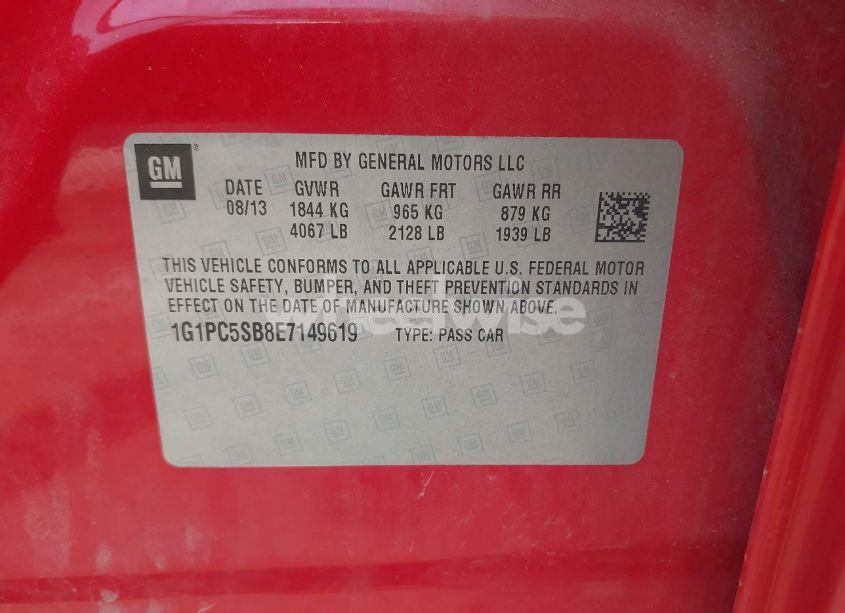 GM
MFD BY GENERAL MOTORS LLC
DATE GVWR GAWR FRT GAWR RR
08/13 1844 KG 965 KG 879 KG
4067 LB 2128 LB 1939 LB
THIS VEHICLE CONFORMS TO ALL APPLICABLE U.S. FEDERAL MOTOR
VEHICLE SAFETY, BUMPER, AND THEFT PREVENTION STANDARDS IN
EFFECT ON THE DATE OF MANUFACTURE SHOWN ABOVE.
1G1PC5SB8E7149619 TYPE: PASS CAR